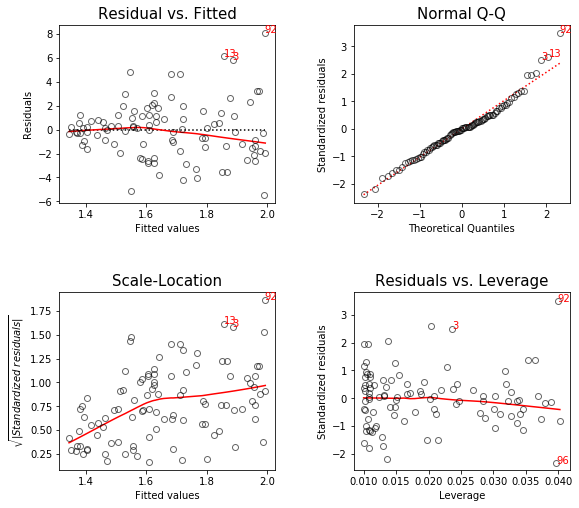 Residual vs. Fitted
Residuals
8
6
4
2
0
−2
−4
−6
92
13
3
1.4 1.6 1.8 2.0
Fitted values
Normal Q-Q
Standardized residuals
3
2
1
0
−1
−2
92
3 13
−2 −1 0 1 2
Theoretical Quantiles
Scale-Location
√|Standardized residuals|
1.75
1.50
1.25
1.00
0.75
0.50
0.25
92
13
3
1.4 1.6 1.8 2.0
Fitted values
Residuals vs. Leverage
Standardized residuals
3
2
1
0
−1
−2
92
3
96
0.010 0.015 0.020 0.025 0.030 0.035 0.040
Leverage